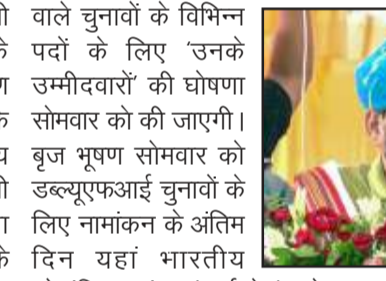 वाले चुनावों के विभिन्न
पदों के लिए 'उनके
उम्मीदवारों' की घोषणा
सोमवार को की जाएगी।
बृज भूषण सोमवार को
डब्ल्यूएफआई चुनावों के
लिए नामांकन के अंतिम
दिन यहां भारतीय